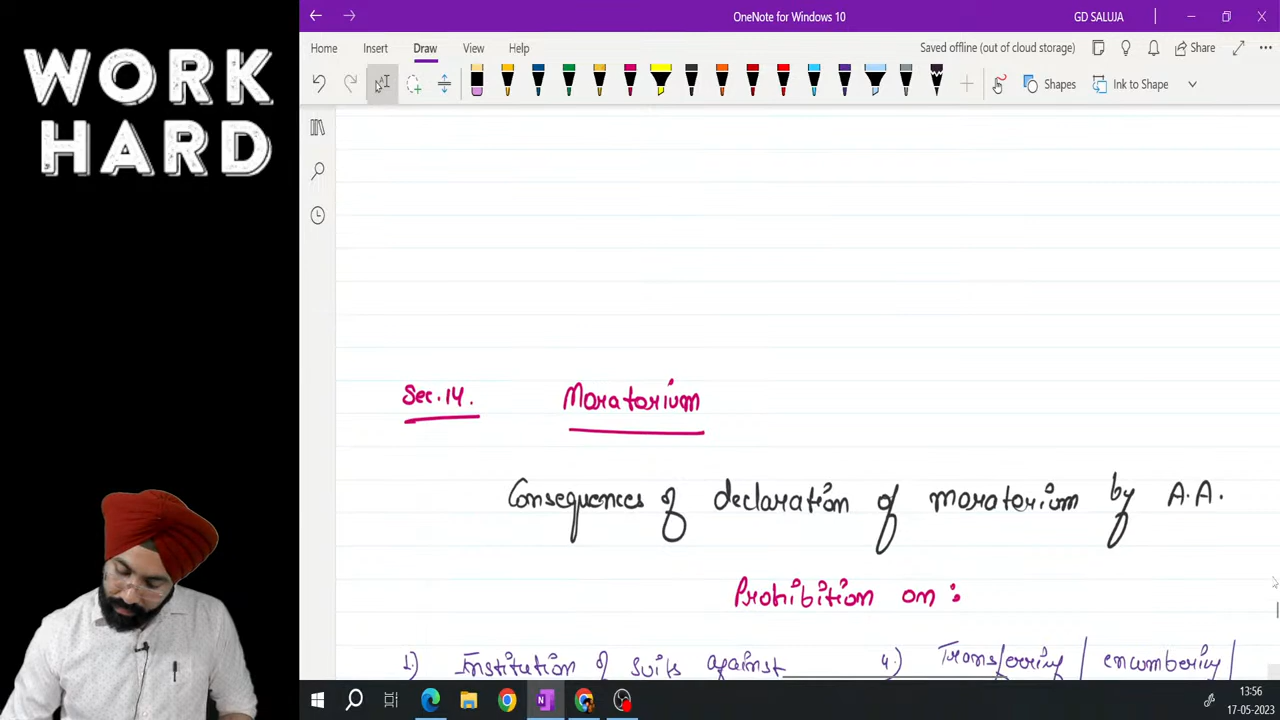 WORK
HARD
OneNote for Windows 10
GD SALUJA
Home Insert Draw View Help
Saved offline (out of cloud storage)
Share
Shapes
Ink to Shape
Sec. 14. Moratorium
Consequences of declaration of moratorium by A.A.
Prohibition on :
1.) Institution of suits against
4.) Transferring / encumbering /
13:56
17-05-2023